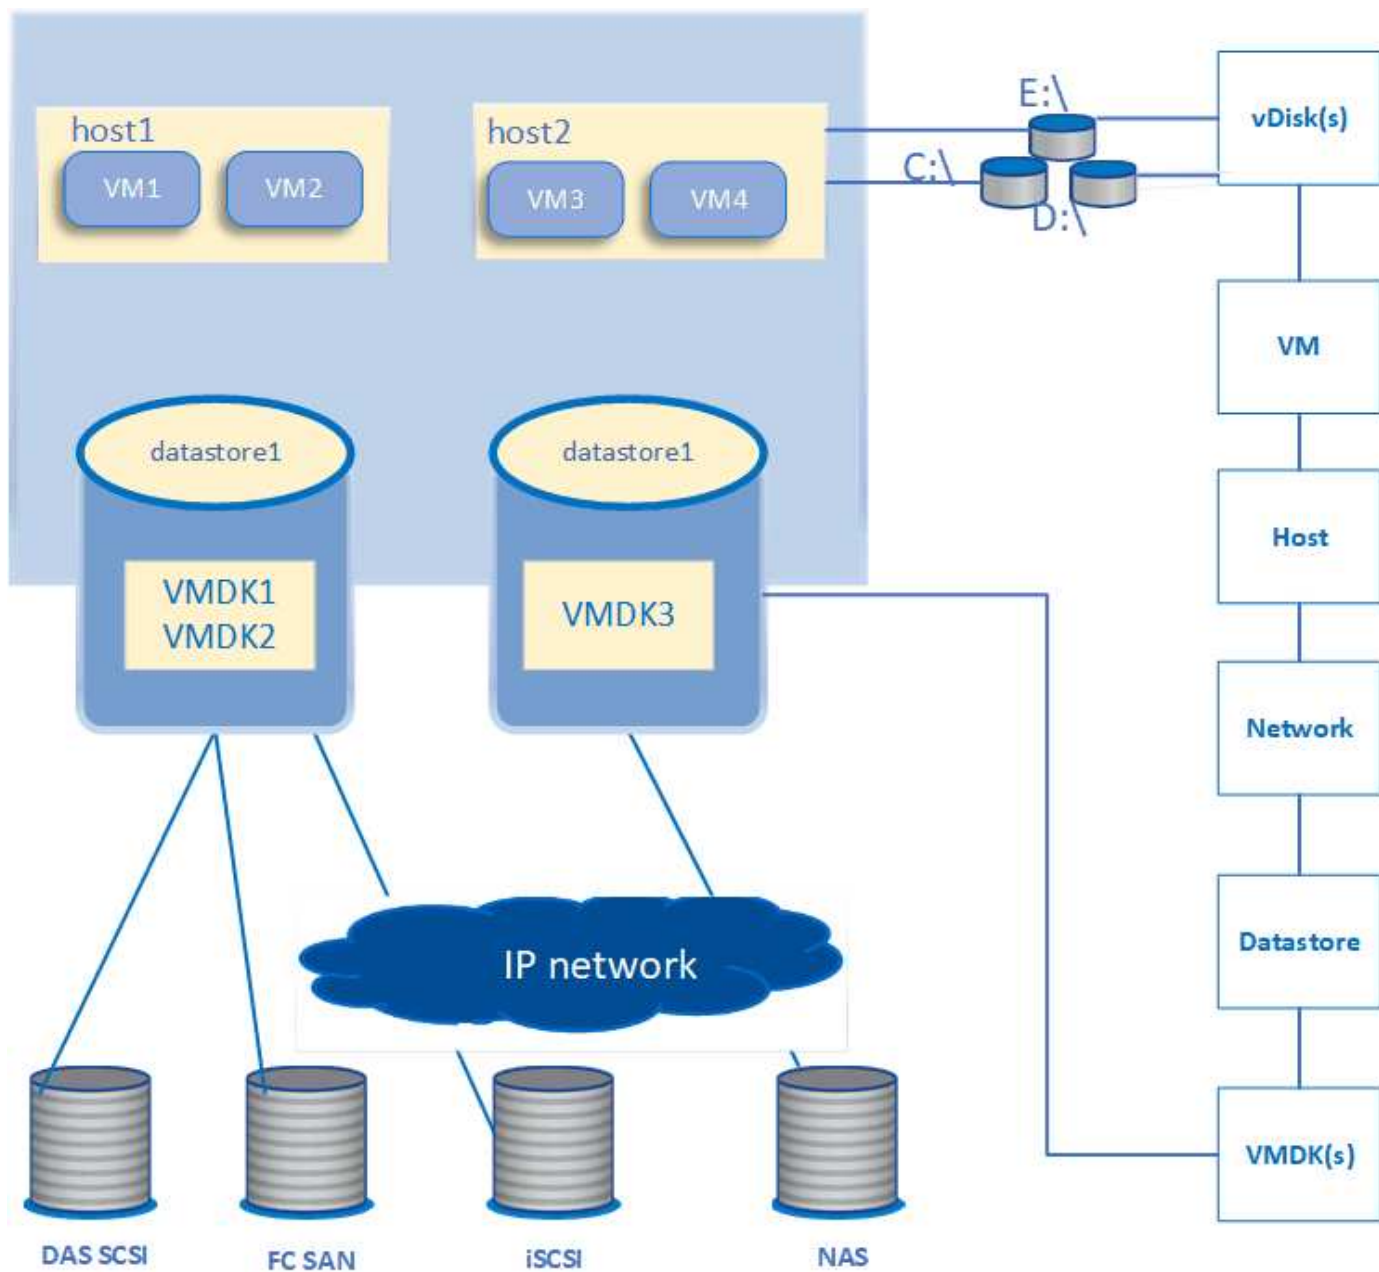 host1
VM1
VM2
host2
VM3
VM4
E:\
C:\
D:\
vDisk(s)
VM
Host
Network
Datastore
VMDK(s)
datastore1
VMDK1
VMDK2
datastore1
VMDK3
IP network
DAS SCSI
FC SAN
iSCSI
NAS